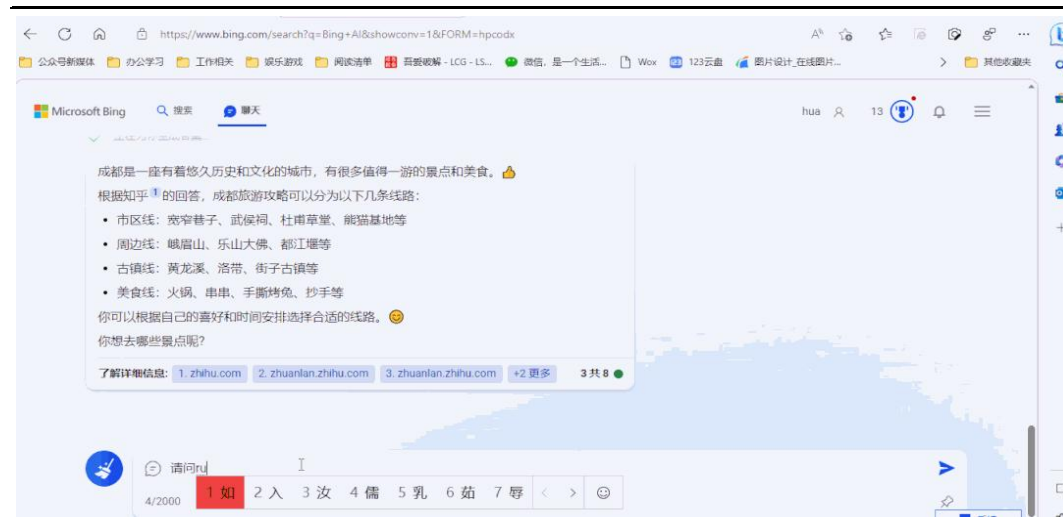 https://www.bing.com/search?q=Bing+AI&showconv=1&FORM=hpcodx
公众号新媒体 办公学习 工作相关 娱乐游戏 阅读清单 吾爱破解 - LCG - LS... 微信，是一个生活... Wox 123云盘 图片设计_在线图片... 其他收藏夹
Microsoft Bing 搜索 聊天 hua 13
成都是一座有着悠久历史和文化的城市，有很多值得一游的景点和美食。
根据知乎 1 的回答，成都旅游攻略可以分为以下几条线路：
• 市区线：宽窄巷子、武侯祠、杜甫草堂、熊猫基地等
• 周边线：峨眉山、乐山大佛、都江堰等
• 古镇线：黄龙溪、洛带、街子古镇等
• 美食线：火锅、串串、手撕烤兔、抄手等
你可以根据自己的喜好和时间安排选择合适的线路。
你想去哪些景点呢?
了解详细信息: 1. zhihu.com 2. zhuanlan.zhihu.com 3. zhuanlan.zhihu.com +2 更多 3 共 8
请问ru
4/2000 1 如 2 入 3 汝 4 儒 5 乳 6 茹 7 辱